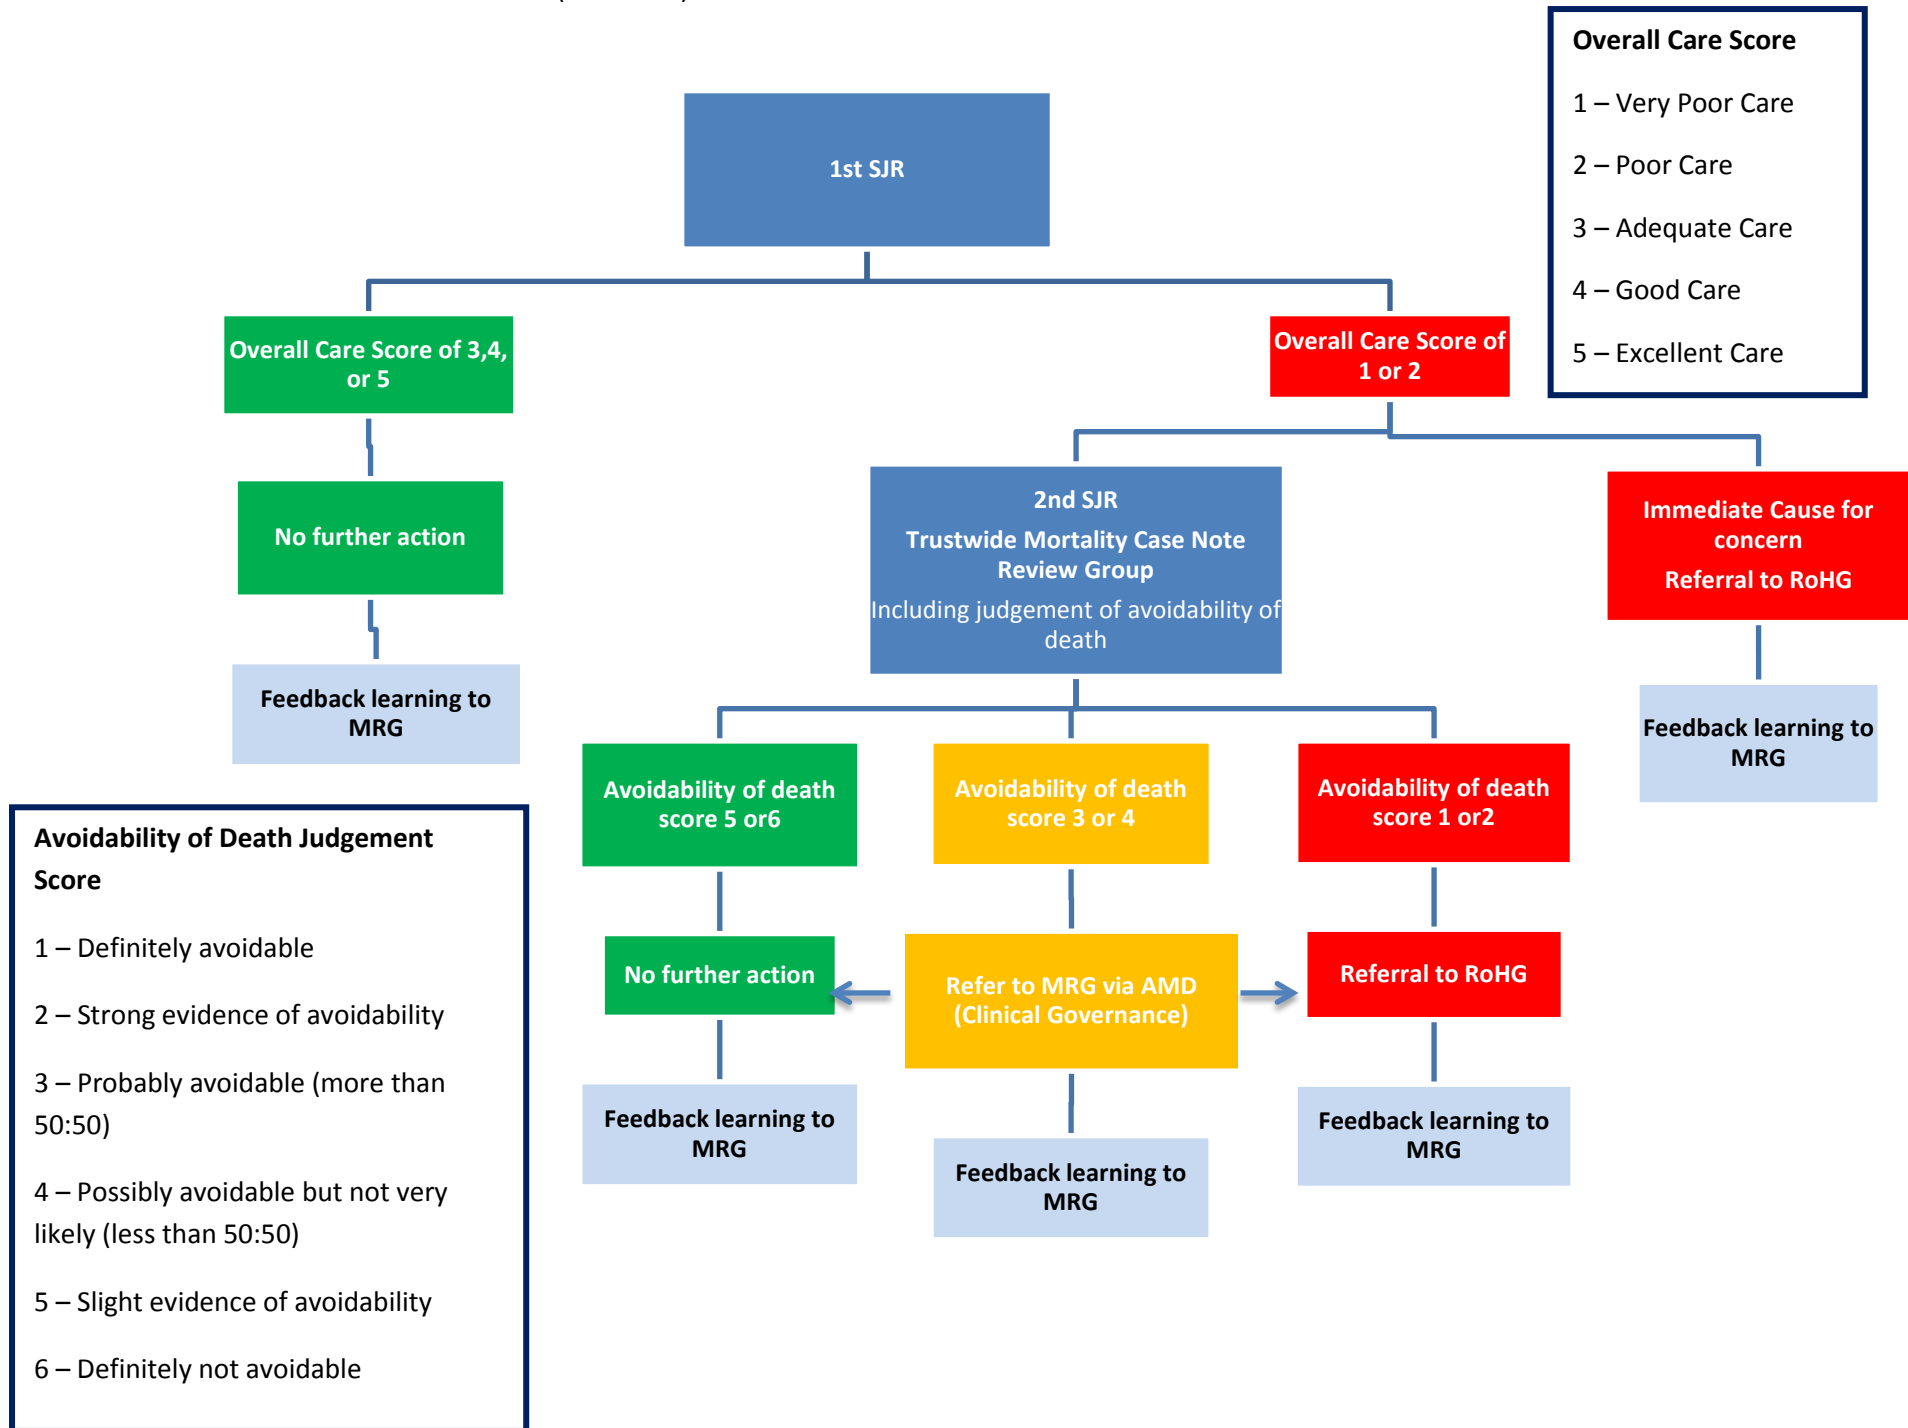 Overall Care Score
1 – Very Poor Care
2 – Poor Care
3 – Adequate Care
4 – Good Care
5 – Excellent Care
1st SJR
Overall Care Score of 3,4,
or 5
Overall Care Score of
1 or 2
No further action
Feedback learning to
MRG
2nd SJR
Trustwide Mortality Case Note
Review Group
Including judgement of avoidability of
death
Immediate Cause for
concern
Referral to RoHG
Feedback learning to
MRG
Avoidability of death
score 5 or6
Avoidability of death
score 3 or 4
Avoidability of death
score 1 or2
No further action
Refer to MRG via AMD
(Clinical Governance)
Referral to RoHG
Feedback learning to
MRG
Feedback learning to
MRG
Feedback learning to
MRG
Avoidability of Death Judgement
Score
1 – Definitely avoidable
2 – Strong evidence of avoidability
3 – Probably avoidable (more than
50:50)
4 – Possibly avoidable but not very
likely (less than 50:50)
5 – Slight evidence of avoidability
6 – Definitely not avoidable